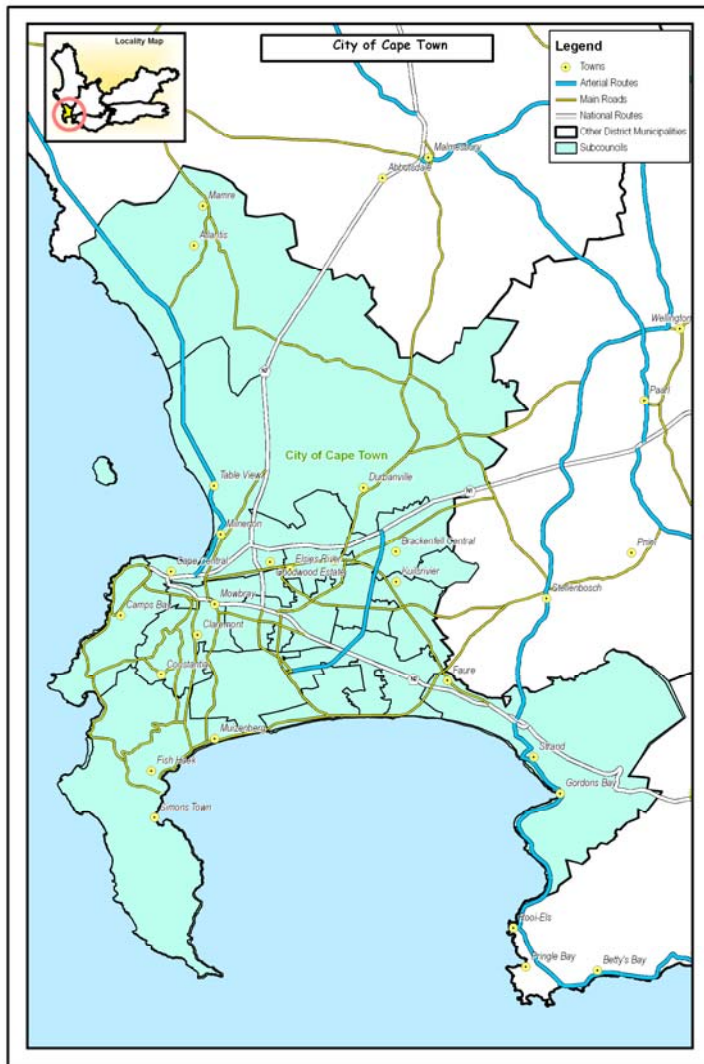 Locality Map
City of Cape Town
Legend
Towns
Arterial Routes
Main Roads
National Routes
Other District Municipalities
Subcouncils
Malmesbury
Abbotsdale
Mamre
Atlantis
Wellington
N7
Paarl
City of Cape Town
Table View
Durbanville
N1
Milnerton
Brackenfell Central
Pniel
Elsies River
Cape Central
Goodwood Estate
Kuilsrivier
Stellenbosch
Mowbray
Camps Bay
Claremont
Constantia
Faure
N2
Muizenberg
Strand
Fish Hoek
Gordons Bay
Simons Town
Rooi-Els
Pringle Bay
Betty's Bay